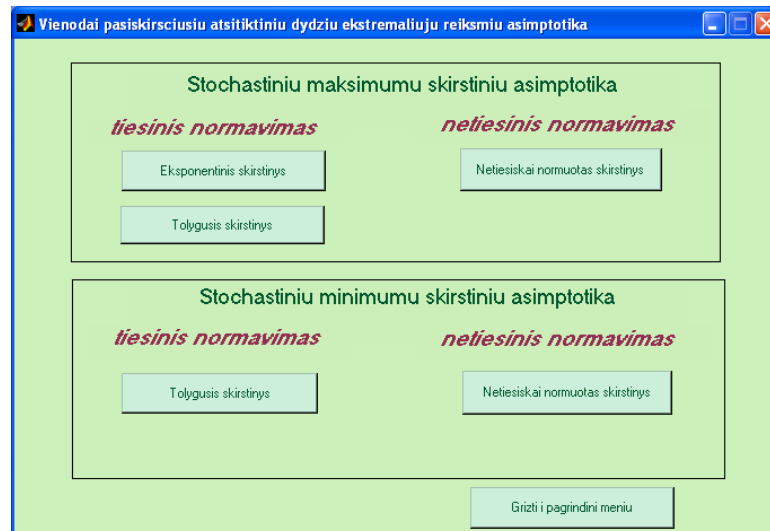 Vienodai pasiskirsciusiu atsitiktiniu dydziu ekstremaliuju reiksmiu asimptotika
Stochastiniu maksimumu skirstiniu asimptotika
tiesinis normavimas
netiesinis normavimas
Eksponentinis skirstinys
Netiesiskai normuotas skirstinys
Tolygusis skirstinys
Stochastiniu minimumu skirstiniu asimptotika
tiesinis normavimas
netiesinis normavimas
Tolygusis skirstinys
Netiesiskai normuotas skirstinys
Grizti i pagrindini meniu